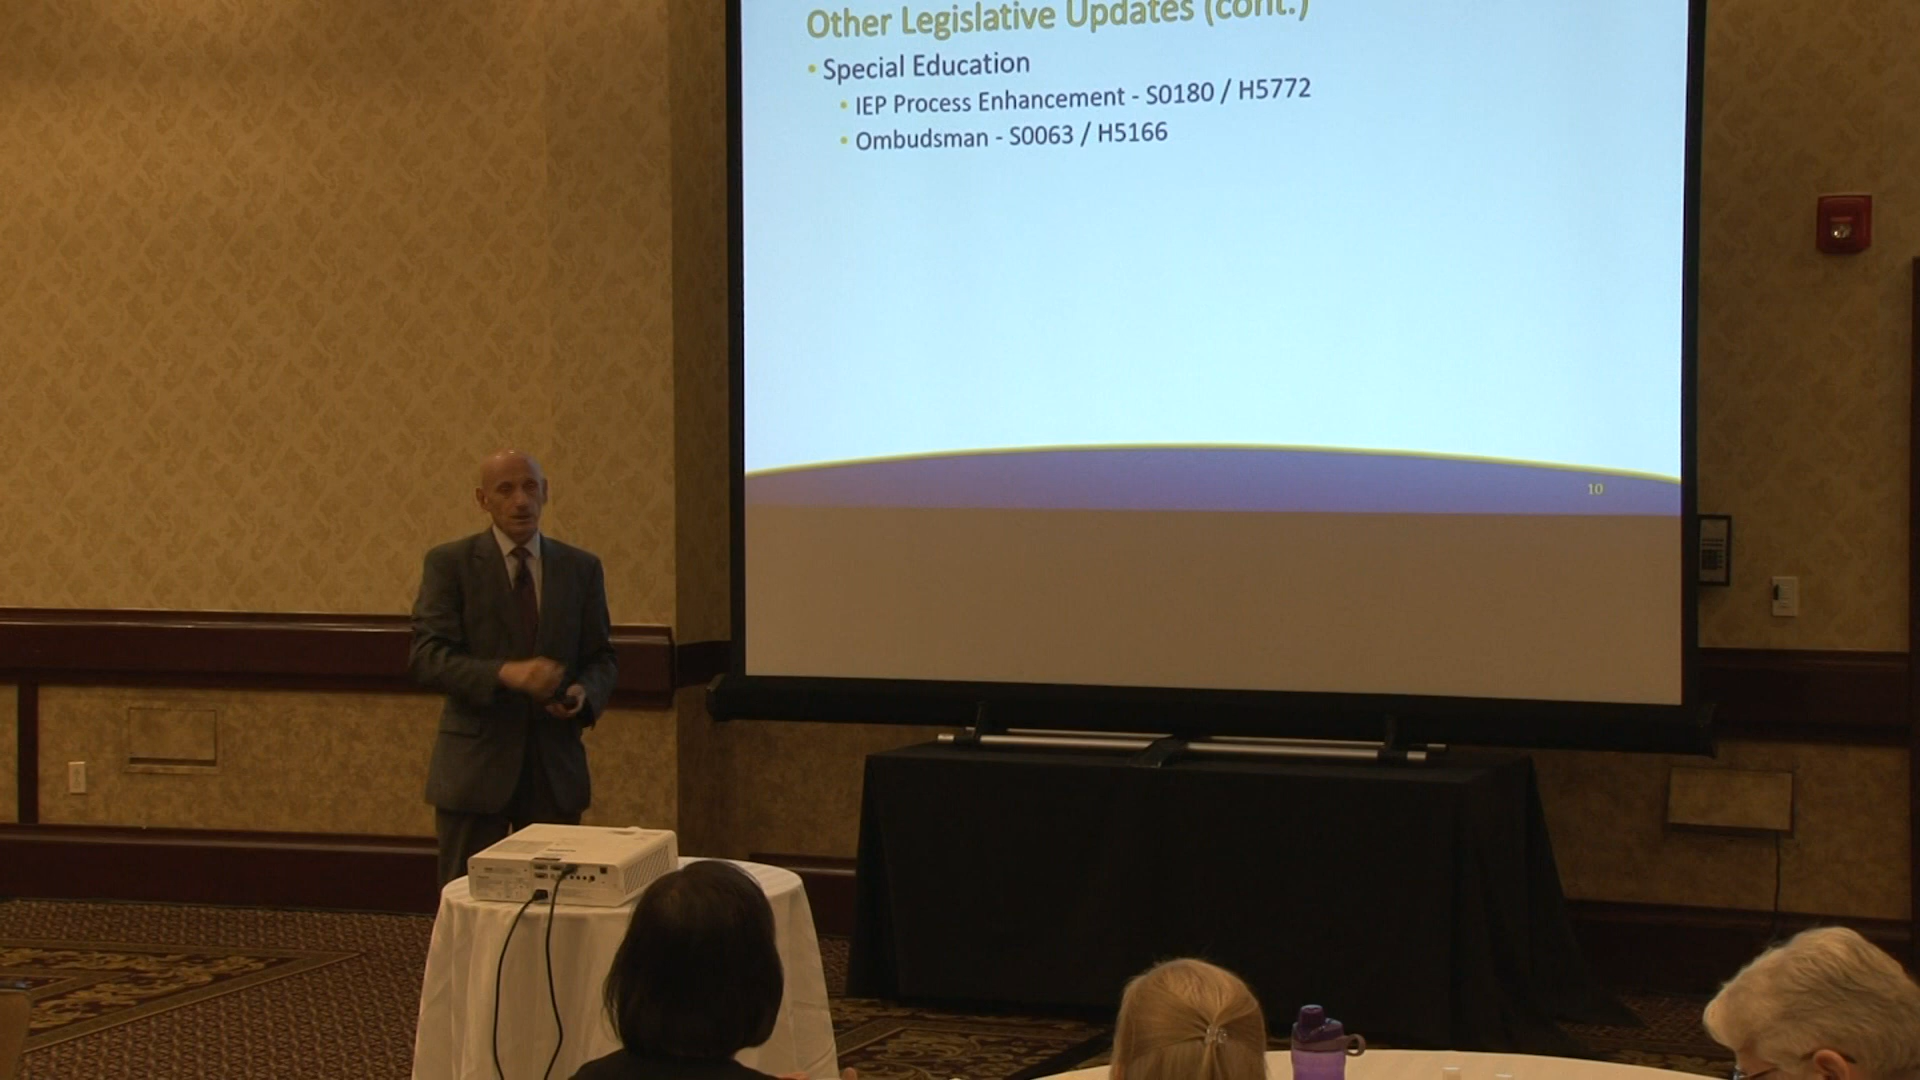 Other Legislative Updates (cont.)
• Special Education
• IEP Process Enhancement - S0180 / H5772
• Ombudsman - S0063 / H5166
10